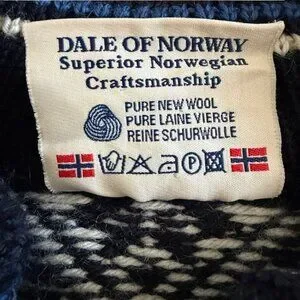 DALE OF NORWAY
Superior Norwegian
Craftsmanship
PURE NEW WOOL
PURE LAINE VIERGE
REINE SCHURWOLLE
P